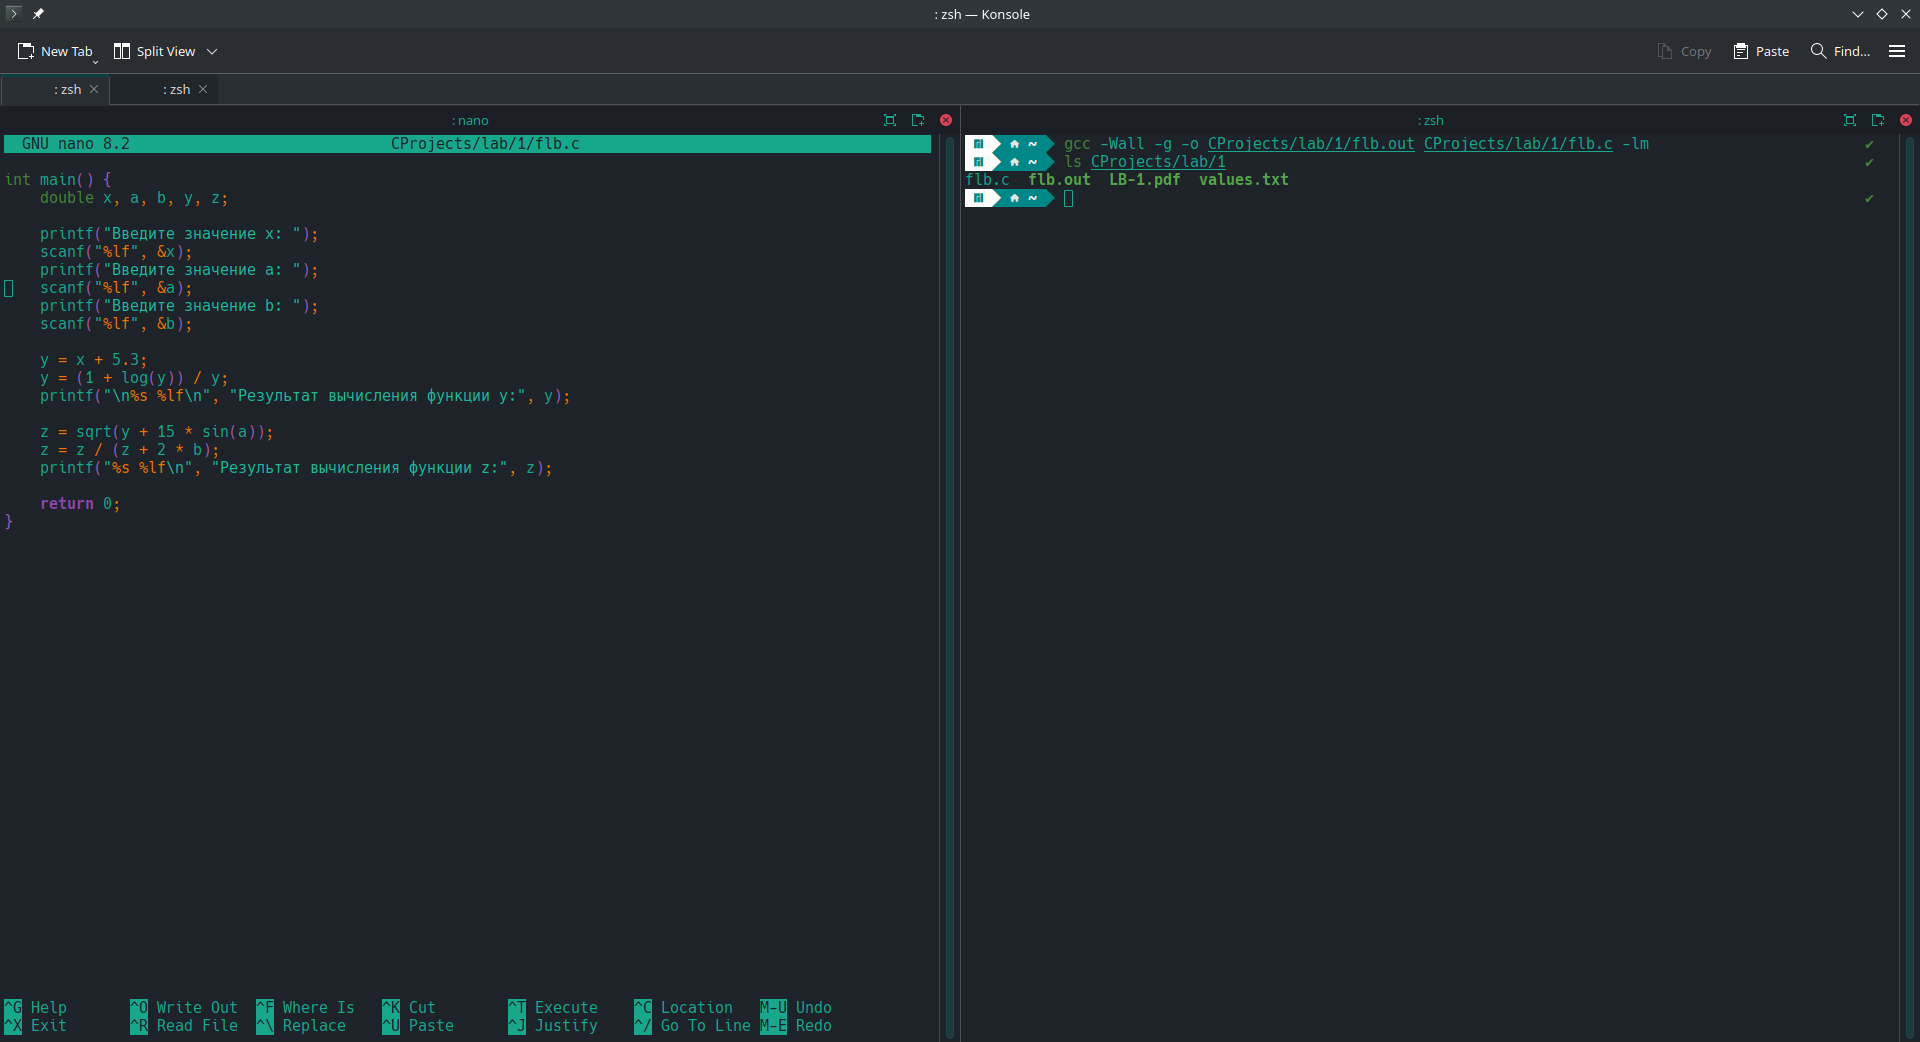 : zsh — Konsole
New Tab Split View Copy Paste Find...
: zsh : zsh
: nano
GNU nano 8.2 CProjects/lab/1/flb.c
int main() {
    double x, a, b, y, z;
    printf("Введите значение x: ");
    scanf("%lf", &x);
    printf("Введите значение a: ");
    scanf("%lf", &a);
    printf("Введите значение b: ");
    scanf("%lf", &b);
    y = x + 5.3;
    y = (1 + log(y)) / y;
    printf("\n%s %lf\n", "Результат вычисления функции y:", y);
    z = sqrt(y + 15 * sin(a));
    z = z / (z + 2 * b);
    printf("%s %lf\n", "Результат вычисления функции z:", z);
    return 0;
}
^G Help ^O Write Out ^F Where Is ^K Cut ^T Execute ^C Location M-U Undo
^X Exit ^R Read File ^\ Replace ^U Paste ^J Justify ^/ Go To Line M-E Redo
: zsh
~ gcc -Wall -g -o CProjects/lab/1/flb.out CProjects/lab/1/flb.c -lm ✔
~ ls CProjects/lab/1 ✔
flb.c flb.out LB-1.pdf values.txt
~ ✔